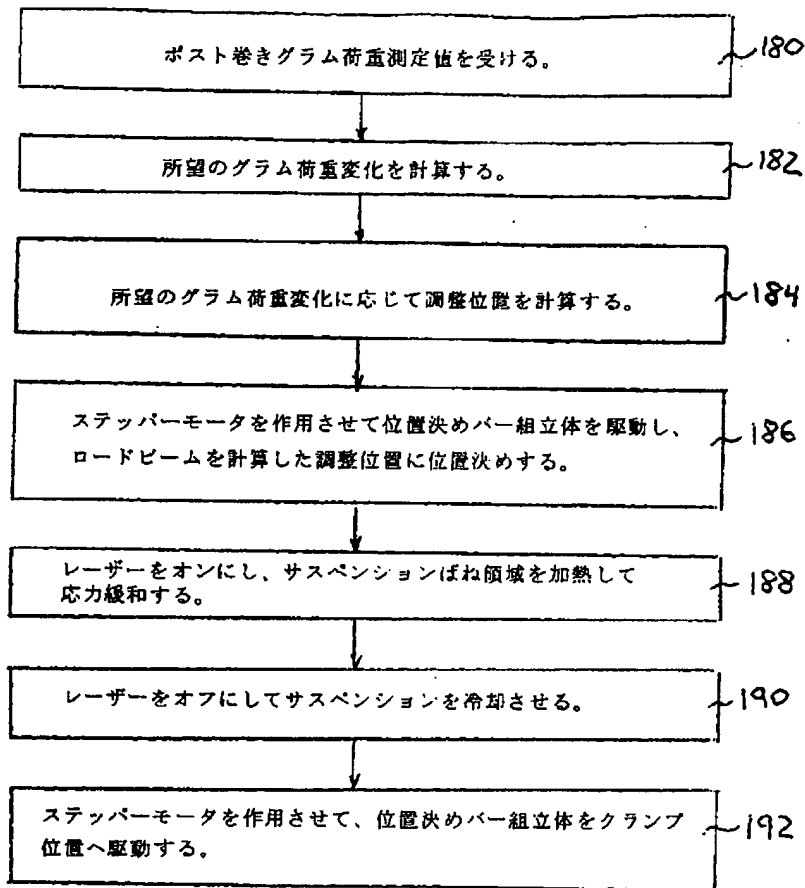 ポスト巻きグラム荷重測定値を受ける。
180
所望のグラム荷重変化を計算する。
182
所望のグラム荷重変化に応じて調整位置を計算する。
184
ステッパーモータを作用させて位置決めバー組立体を駆動し、
ロードビームを計算した調整位置に位置決めする。
186
レーザーをオンにし、サスペンションばね領域を加熱して
応力緩和する。
188
レーザーをオフにしてサスペンションを冷却させる。
190
ステッパーモータを作用させて、位置決めバー組立体をクランプ
位置へ駆動する。
192